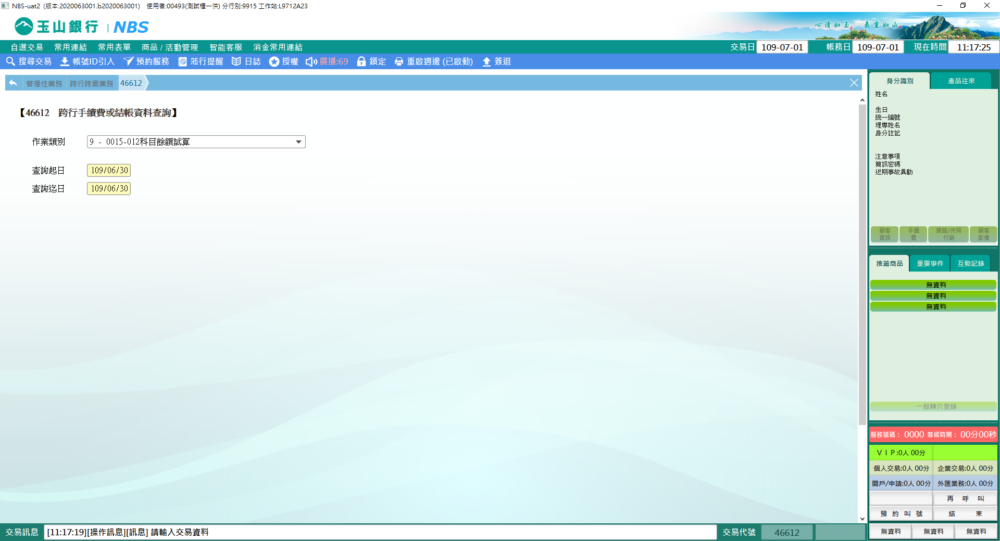 NBS-uat2 (版本:2020063001.b2020063001) 使用者:00493(測試櫃一洪) 分行別:9915 工作站:L9712A23
玉山銀行 | NBS
心清如玉 義重如山
自選交易 常用連結 常用表單 商品 / 活動管理 智能客服 消金常用連結 交易日 109-07-01 帳務日 109-07-01 現在時間 11:17:25
搜尋交易 帳號ID引入 預約服務 蒞行提醒 日誌 授權 廣播:69 鎖定 重啟週邊 (已啟動) 簽退
管理性業務 跨行跨國業務 46612
【46612 跨行手續費或結帳資料查詢】
作業類別 9 - 0015-012科目餘額試算
查詢起日 109/06/30
查詢迄日 109/06/30
身分識別 產品往來
姓名
生日
統一編號
理專姓名
身分註記
注意事項
簡訊密碼
近期事故異動
顧客資訊 手續費 通路/共同行銷 顧客影像
推薦商品 重要事件 互動記錄
無資料
無資料
無資料
一般轉介登錄
服務號碼： 0000 等候時間： 00分00秒
ＶＩＰ:0人 00分
個人交易:0人 00分 企業交易:0人 00分
開戶/申請:0人 00分 外匯業務:0人 00分
再 呼 叫
預 約 叫 號 結 束
無資料 無資料 無資料
交易訊息 [11:17:19][操作訊息][訊息] 請輸入交易資料 交易代號 46612